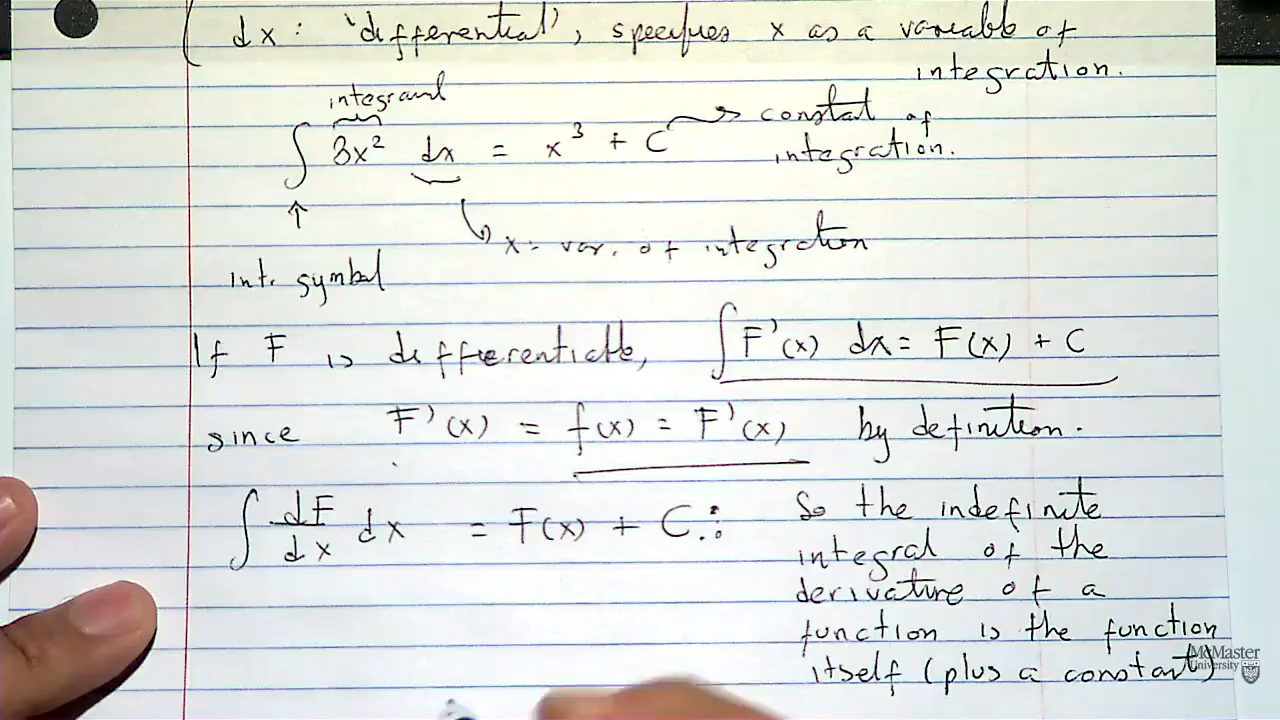 dx : 'differential', specifies x as a variable of
integration.
integrand
∫ 3x² dx = x³ + C → constat of
integration.
↑
x = var. of integration
int. symbol
If F is differentiable, ∫ F'(x) dx = F(x) + C
since F'(x) = f(x) = F'(x) by definition.
∫ dF/dx dx = F(x) + C.: So the indefinite
integral of the
derivative of a
function is the function
itself (plus a constant)
McMaster
University